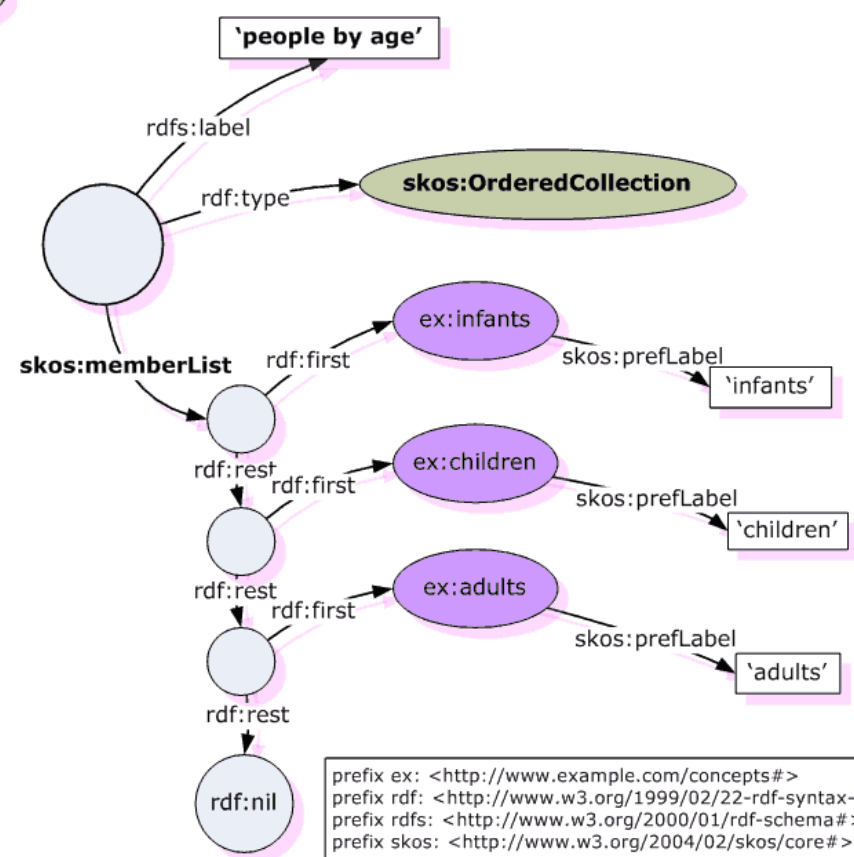 ‘people by age’
rdfs:label
rdf:type
skos:OrderedCollection
skos:memberList
rdf:first
ex:infants
skos:prefLabel
‘infants’
rdf:rest
rdf:first
ex:children
skos:prefLabel
‘children’
rdf:rest
rdf:first
ex:adults
skos:prefLabel
‘adults’
rdf:rest
rdf:nil
prefix ex: <http://www.example.com/concepts#>
prefix rdf: <http://www.w3.org/1999/02/22-rdf-syntax-
prefix rdfs: <http://www.w3.org/2000/01/rdf-schema#>
prefix skos: <http://www.w3.org/2004/02/skos/core#>